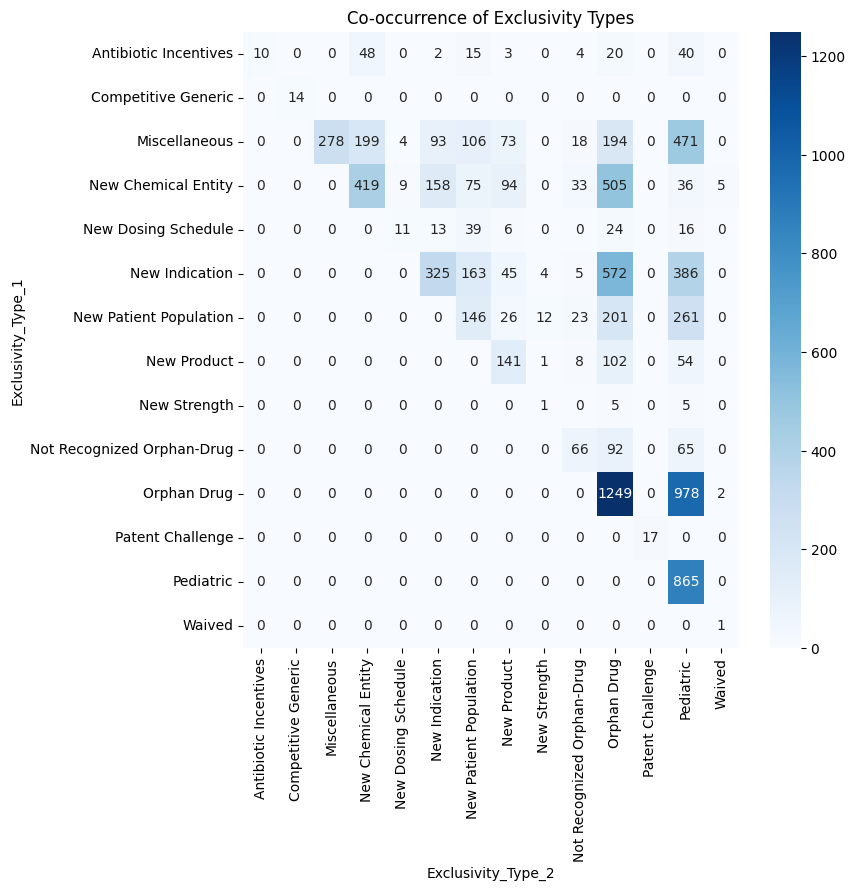 Co-occurrence of Exclusivity Types
Exclusivity_Type_1
Antibiotic Incentives 10 0 0 48 0 2 15 3 0 4 20 0 40 0
Competitive Generic 0 14 0 0 0 0 0 0 0 0 0 0 0 0
Miscellaneous 0 0 278 199 4 93 106 73 0 18 194 0 471 0
New Chemical Entity 0 0 0 419 9 158 75 94 0 33 505 0 36 5
New Dosing Schedule 0 0 0 0 11 13 39 6 0 0 24 0 16 0
New Indication 0 0 0 0 0 325 163 45 4 5 572 0 386 0
New Patient Population 0 0 0 0 0 0 146 26 12 23 201 0 261 0
New Product 0 0 0 0 0 0 0 141 1 8 102 0 54 0
New Strength 0 0 0 0 0 0 0 0 1 0 5 0 5 0
Not Recognized Orphan-Drug 0 0 0 0 0 0 0 0 0 66 92 0 65 0
Orphan Drug 0 0 0 0 0 0 0 0 0 0 1249 0 978 2
Patent Challenge 0 0 0 0 0 0 0 0 0 0 0 17 0 0
Pediatric 0 0 0 0 0 0 0 0 0 0 0 0 865 0
Waived 0 0 0 0 0 0 0 0 0 0 0 0 0 1
Antibiotic Incentives
Competitive Generic
Miscellaneous
New Chemical Entity
New Dosing Schedule
New Indication
New Patient Population
New Product
New Strength
Not Recognized Orphan-Drug
Orphan Drug
Patent Challenge
Pediatric
Waived
Exclusivity_Type_2
1200
1000
800
600
400
200
0